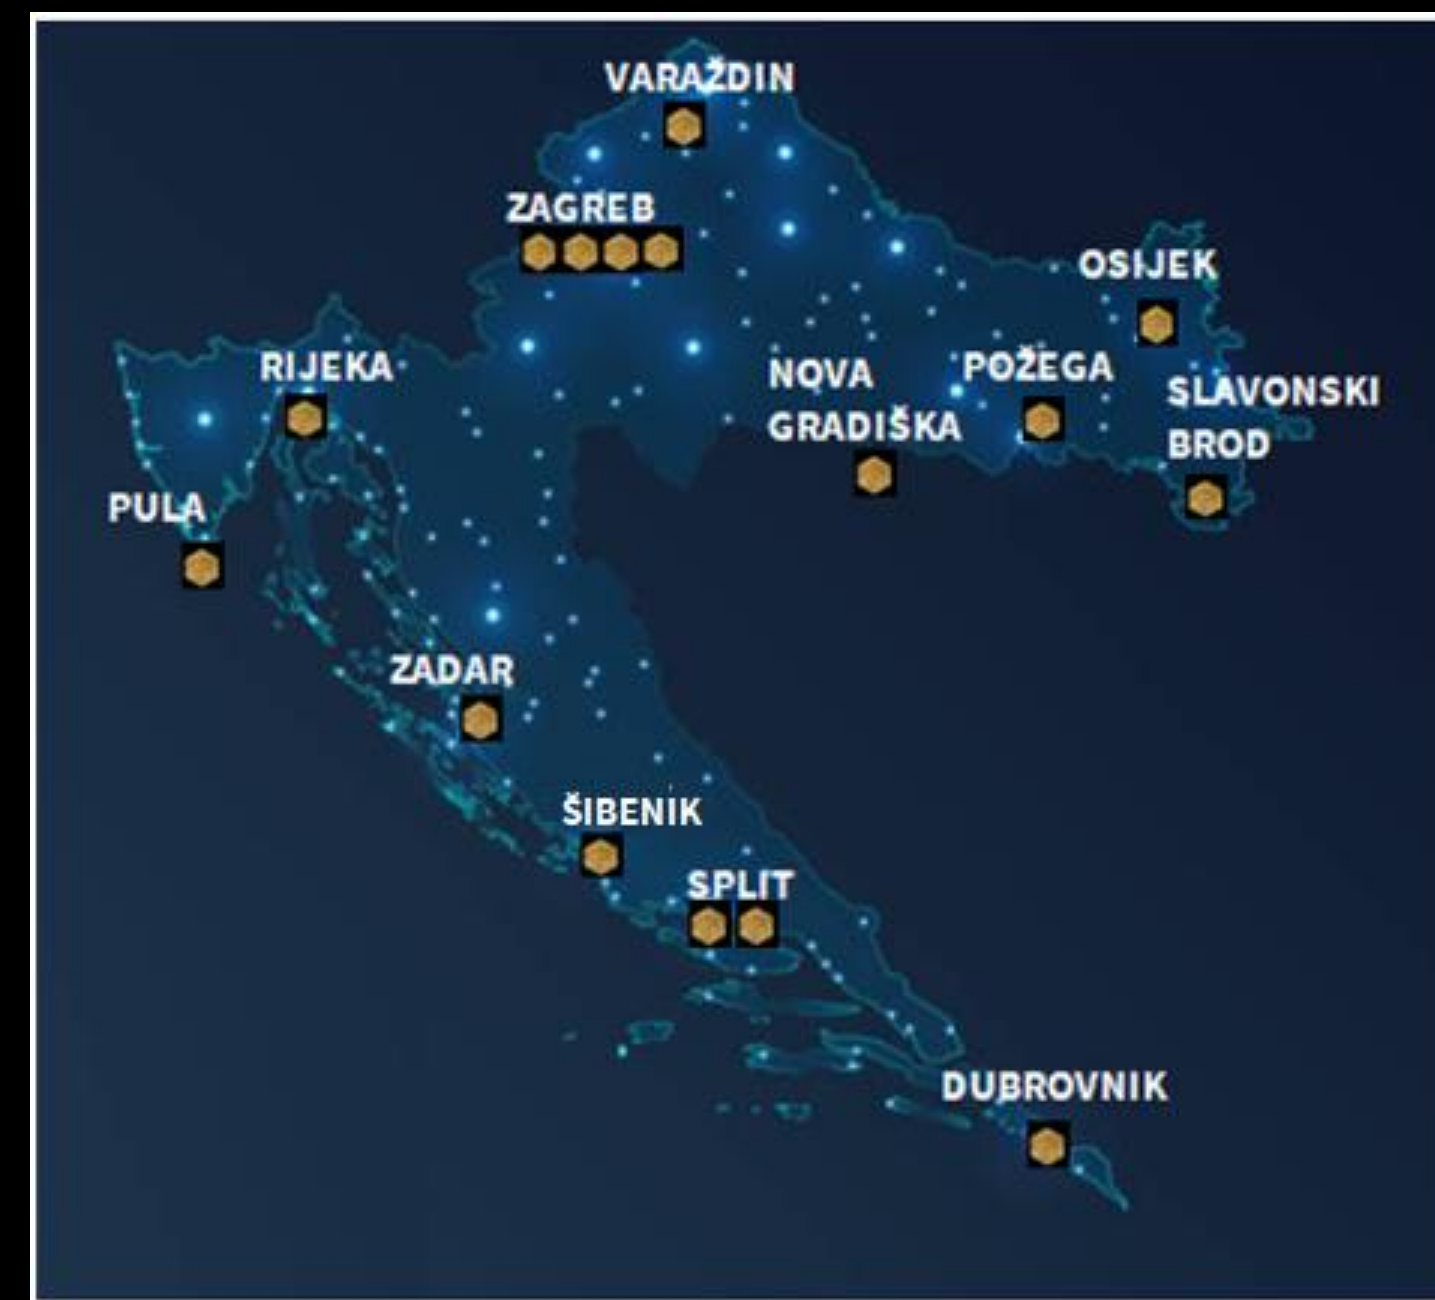 VARAŽDIN
ZAGREB
OSIJEK
RIJEKA
NOVA
GRADIŠKA
POŽEGA
SLAVONSKI
BROD
PULA
ZADAR
ŠIBENIK
SPLIT
DUBROVNIK